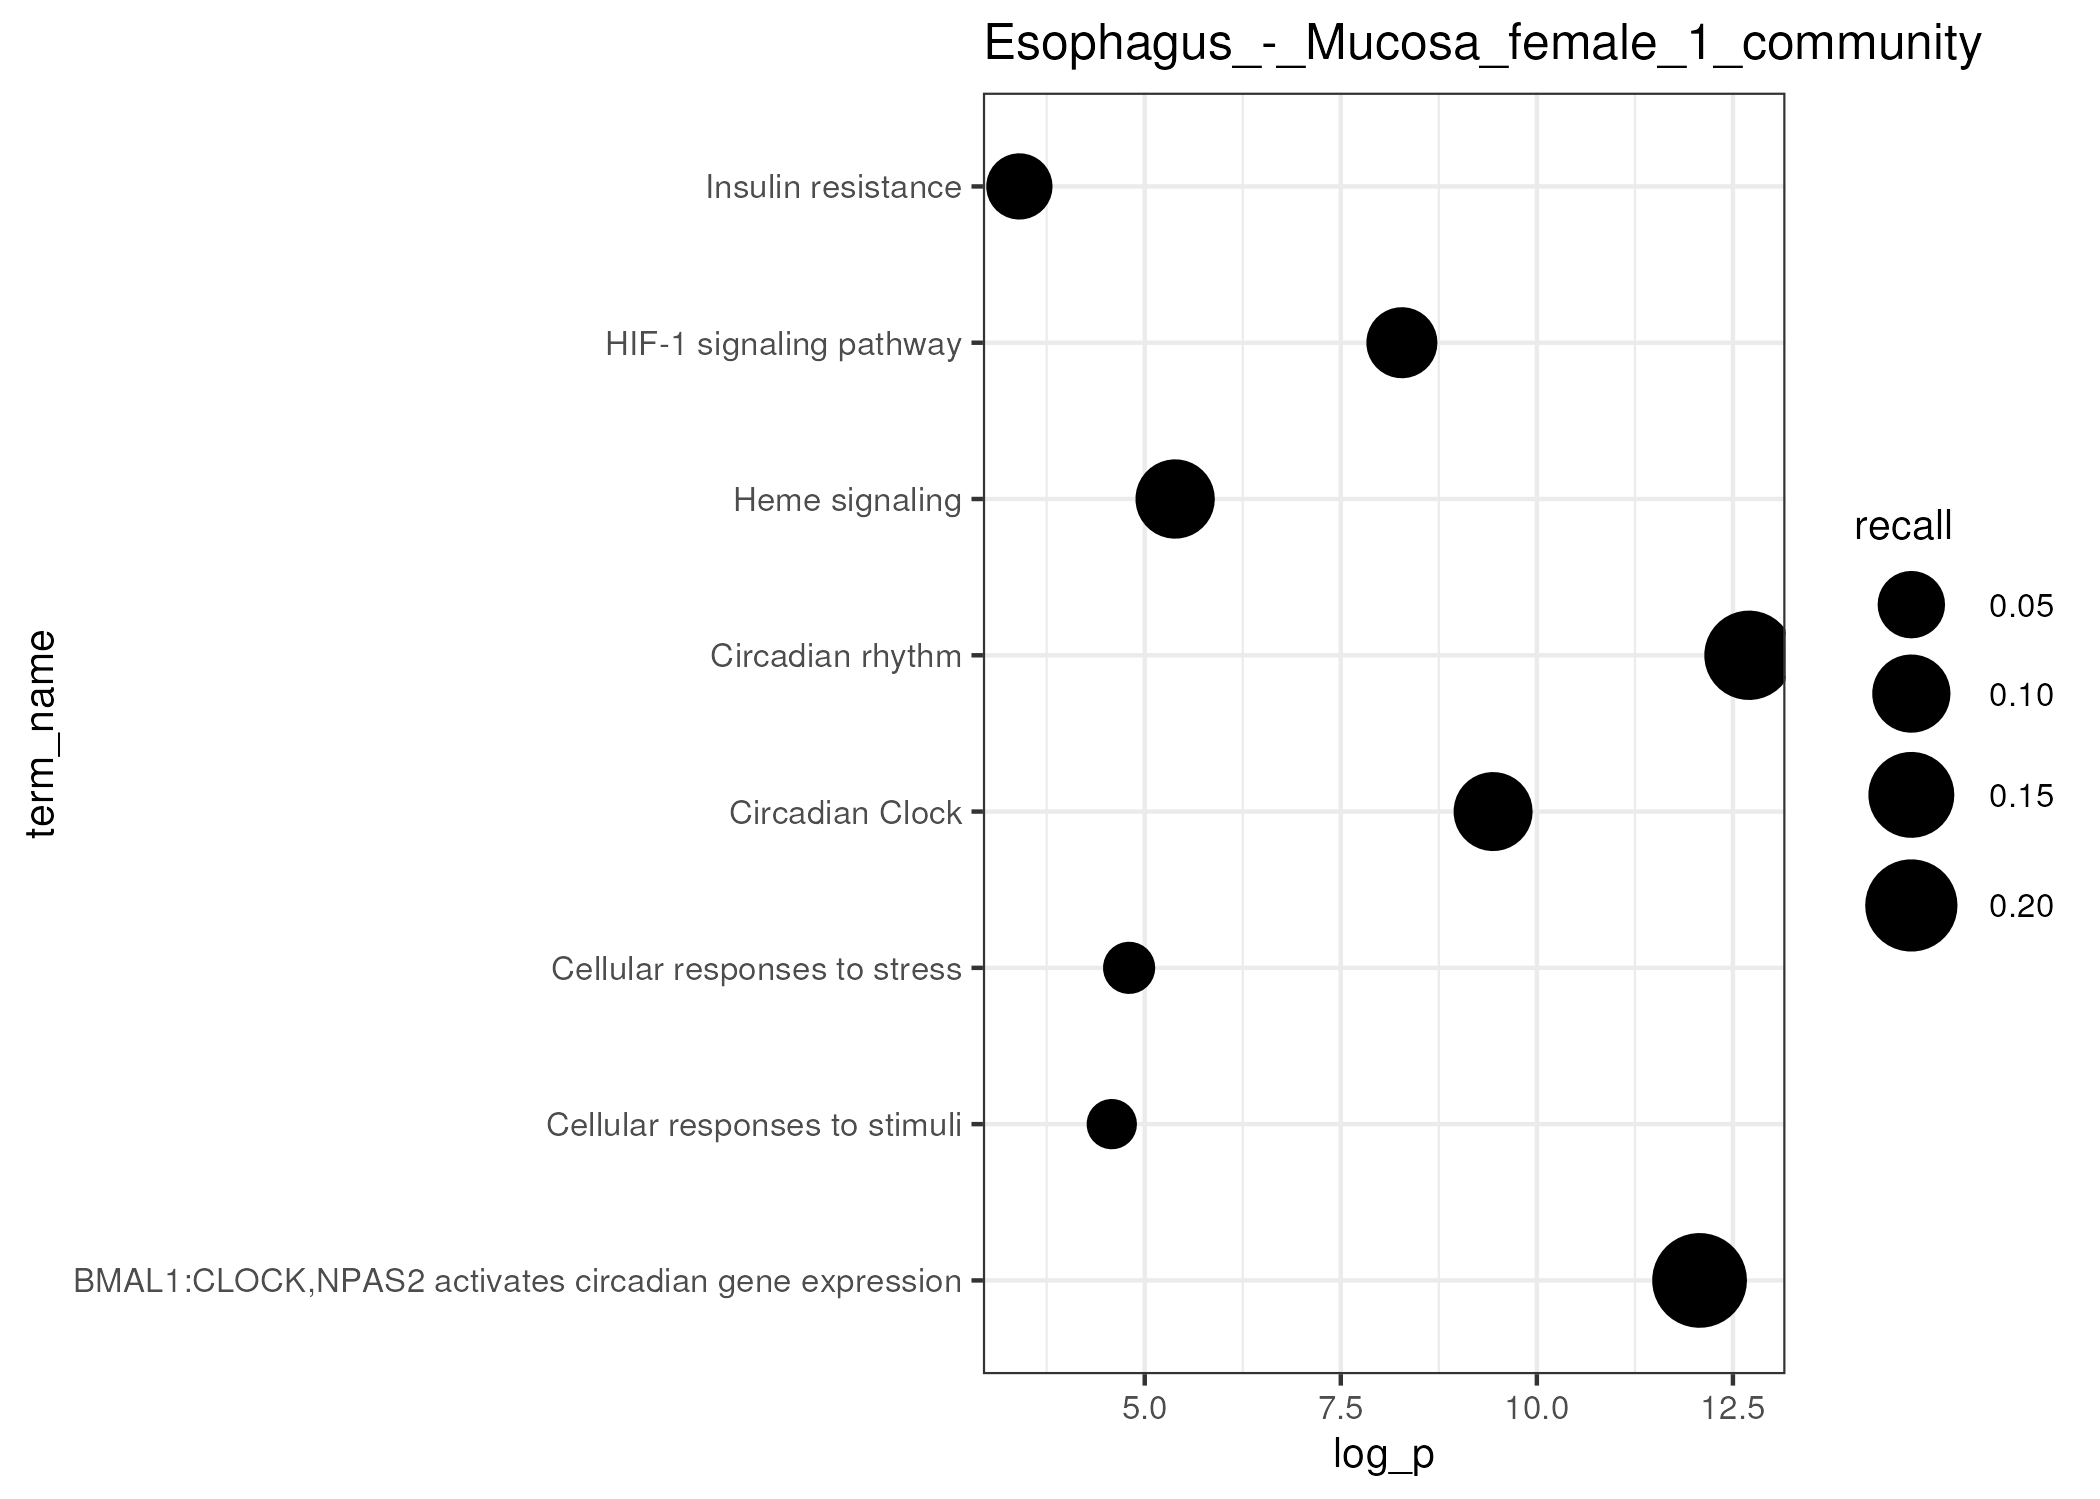 Esophagus_-_Mucosa_female_1_community
term_name
Insulin resistance
HIF-1 signaling pathway
Heme signaling
Circadian rhythm
Circadian Clock
Cellular responses to stress
Cellular responses to stimuli
BMAL1:CLOCK,NPAS2 activates circadian gene expression
5.0 7.5 10.0 12.5
log_p
recall
0.05
0.10
0.15
0.20